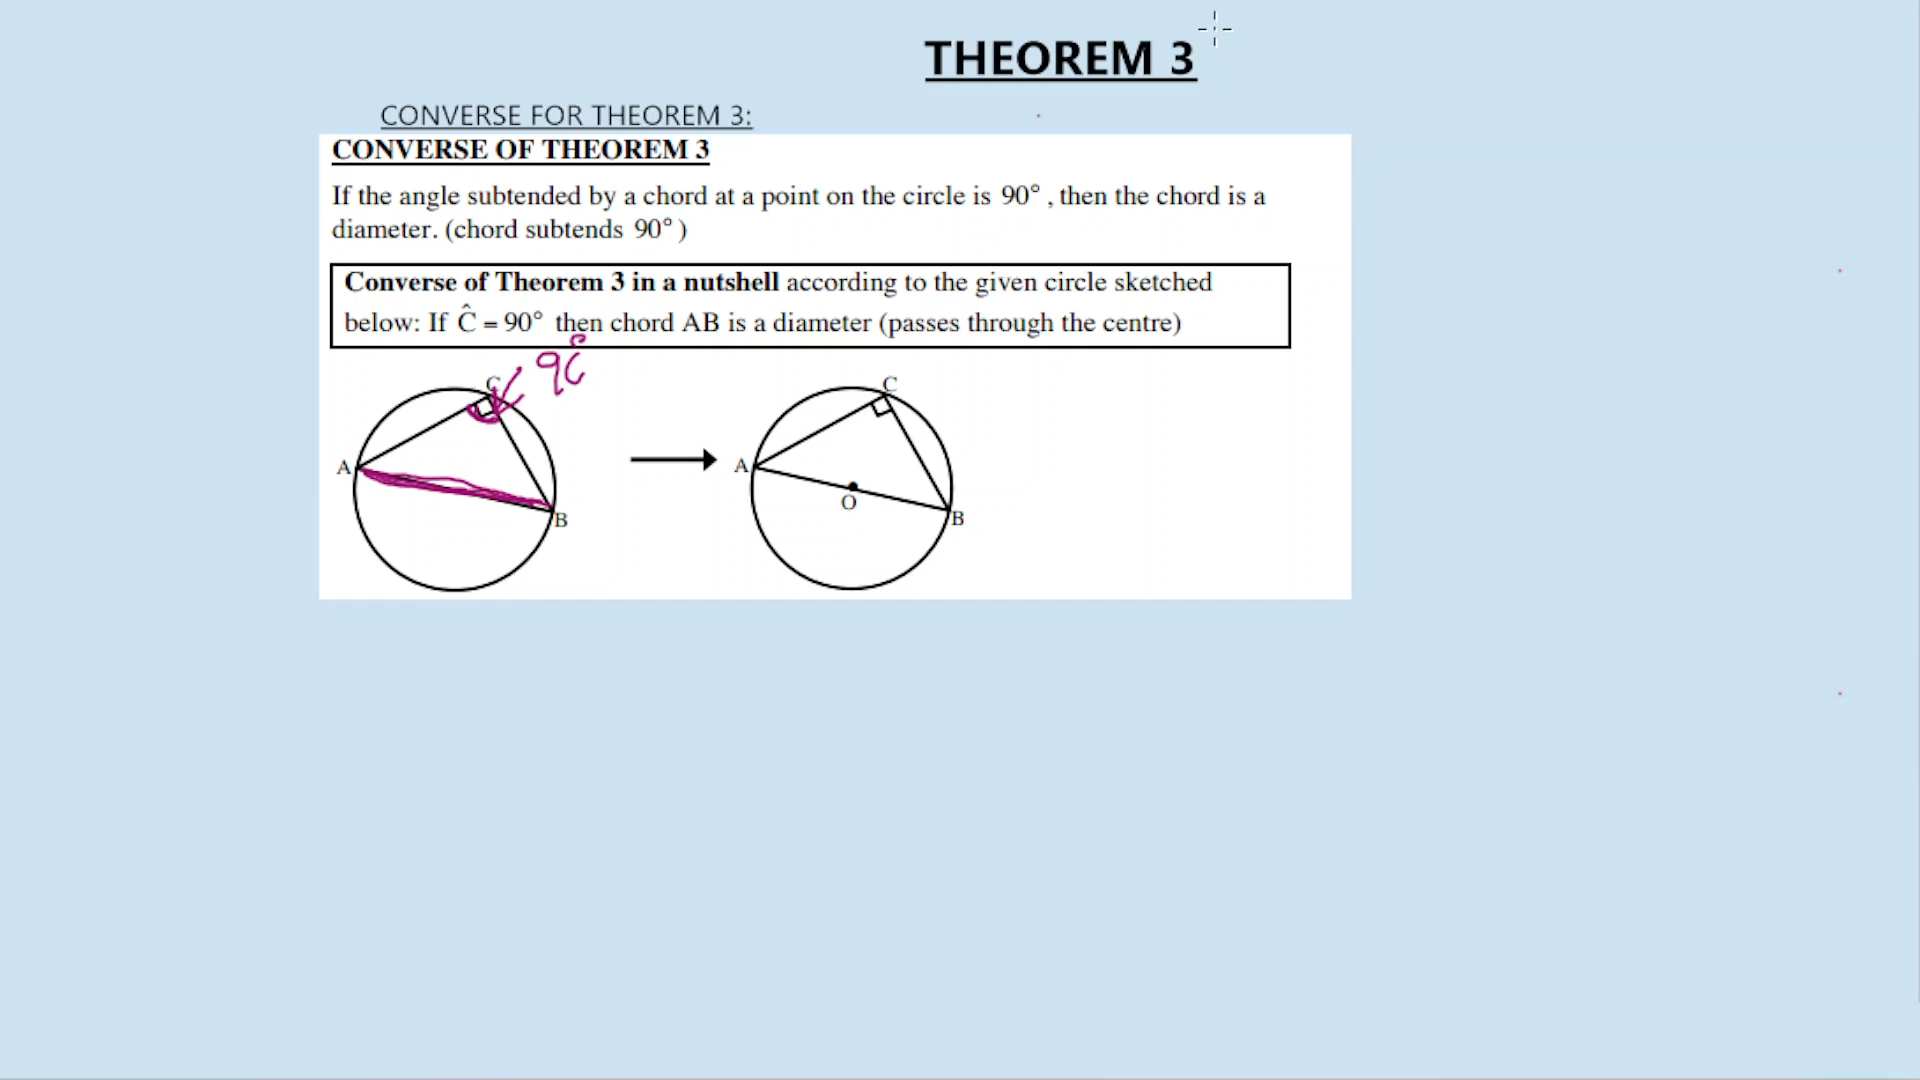 THEOREM 3
CONVERSE FOR THEOREM 3:
CONVERSE OF THEOREM 3
If the angle subtended by a chord at a point on the circle is 90°, then the chord is a
diameter. (chord subtends 90°)
Converse of Theorem 3 in a nutshell according to the given circle sketched
below: If Ĉ = 90° then chord AB is a diameter (passes through the centre)
90°
C
A
B
C
A
O
B